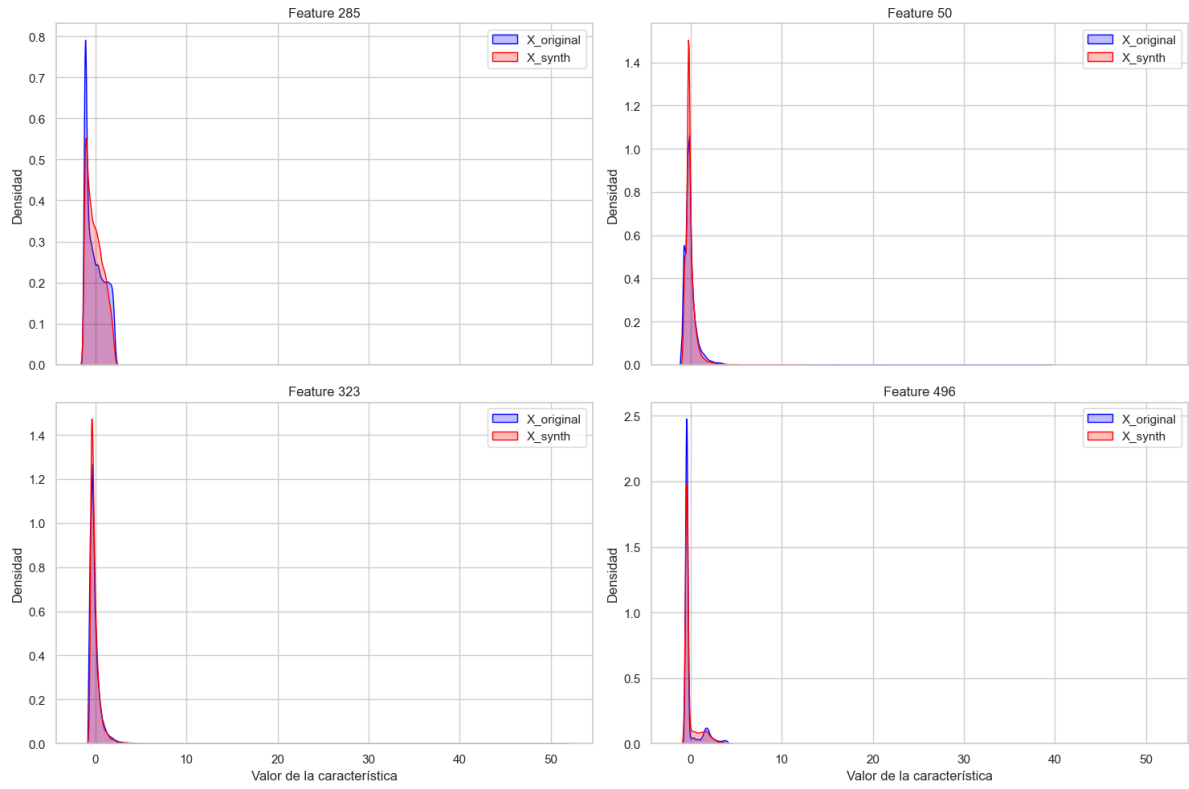 Feature 285
Densidad
0.8
0.7
0.6
0.5
0.4
0.3
0.2
0.1
0.0
X_original
X_synth
Feature 50
Densidad
1.4
1.2
1.0
0.8
0.6
0.4
0.2
0.0
X_original
X_synth
Feature 323
Densidad
1.4
1.2
1.0
0.8
0.6
0.4
0.2
0.0
X_original
X_synth
0 10 20 30 40 50
Valor de la característica
Feature 496
Densidad
2.5
2.0
1.5
1.0
0.5
0.0
X_original
X_synth
0 10 20 30 40 50
Valor de la característica